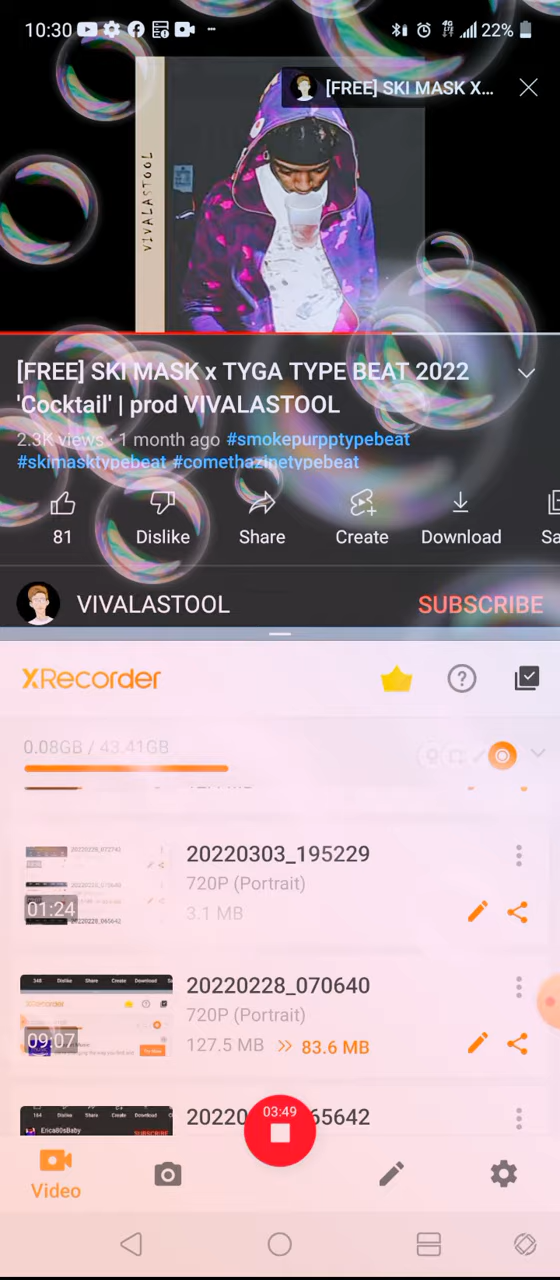 10:30
4G
22%
[FREE] SKI MASK X...
VIVALASTOOL
[FREE] SKI MASK x TYGA TYPE BEAT 2022
'Cocktail' | prod VIVALASTOOL
2.3K views · 1 month ago #smokepurpptypebeat
#skimasktypebeat #comethazinetypebeat
81
Dislike
Share
Create
Download
Sa
VIVALASTOOL
SUBSCRIBE
XRecorder
0.08GB / 43.41GB
20220303_195229
720P (Portrait)
01:24
3.1 MB
20220228_070640
720P (Portrait)
09:07
127.5 MB >> 83.6 MB
03:49
Erica80sBaby
Video